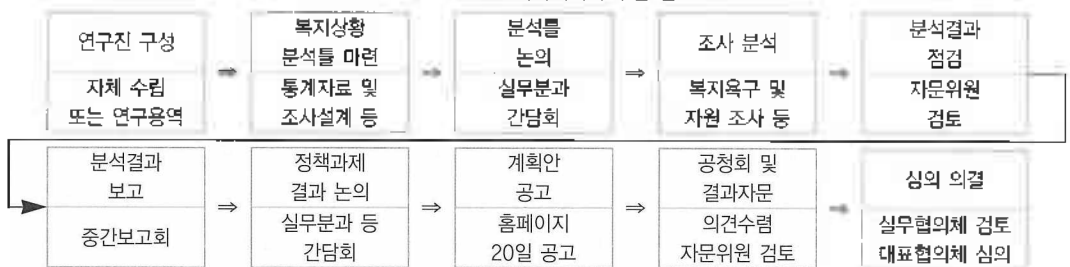 연구진 구성
자체 수립
또는 연구용역
⇒
복지상황
분석틀 마련
통계자료 및
조사설계 등
⇒
분석틀
논의
실무분과
간담회
⇒
조사 분석
복지욕구 및
자원 조사 등
⇒
분석결과
점검
자문위원
검토
분석결과
보고
중간보고회
⇒
정책과제
결과 논의
실무분과 등
간담회
⇒
계획안
공고
홈페이지
20일 공고
⇒
공청회 및
결과자문
의견수렴
자문위원 검토
⇒
심의 의결
실무협의체 검토
대표협의체 심의